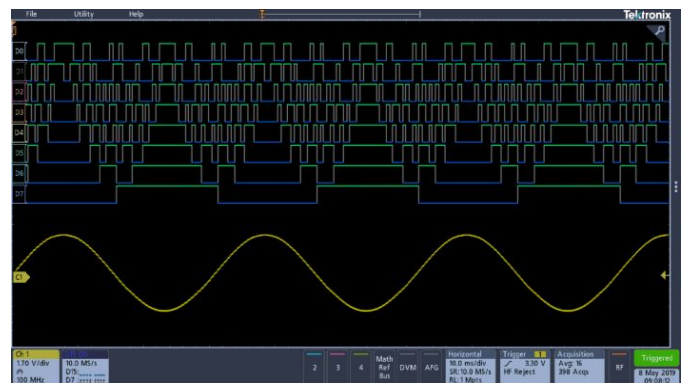 File Utility Help Tektronix
D0
D1
D2
D3
D4
D5
D6
D7
C1
Ch 1
170 V/div
100 MHz
10.0 MS/s
D15:
D7
2 3 4 Math Ref Bus DVM AFG
Horizontal
10.0 ms/div
SR: 10.0 MS/s
RL: 1 Mpts
Trigger 1
3.30 V
HF Reject
Acquisition
Avg: 16
398 Acqs
RF
Triggered
8 May 2019
09:08:12